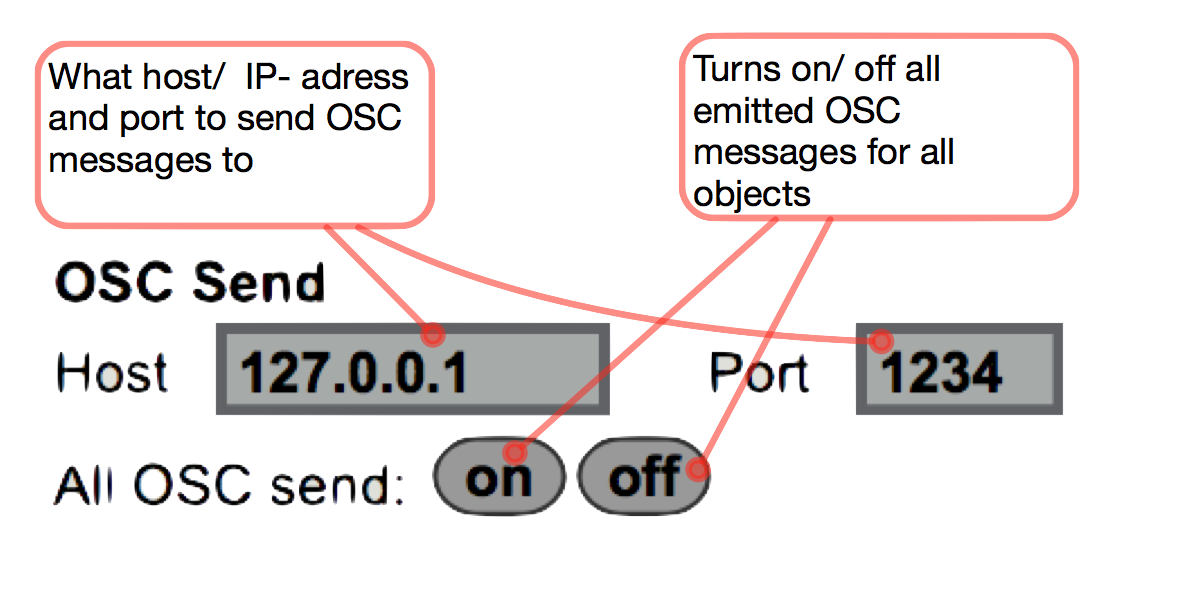 What host/  IP- adress
and port to send OSC
messages to
Turns on/ off all
emitted OSC
messages for all
objects
OSC Send
Host 127.0.0.1 Port 1234
All OSC send: on off